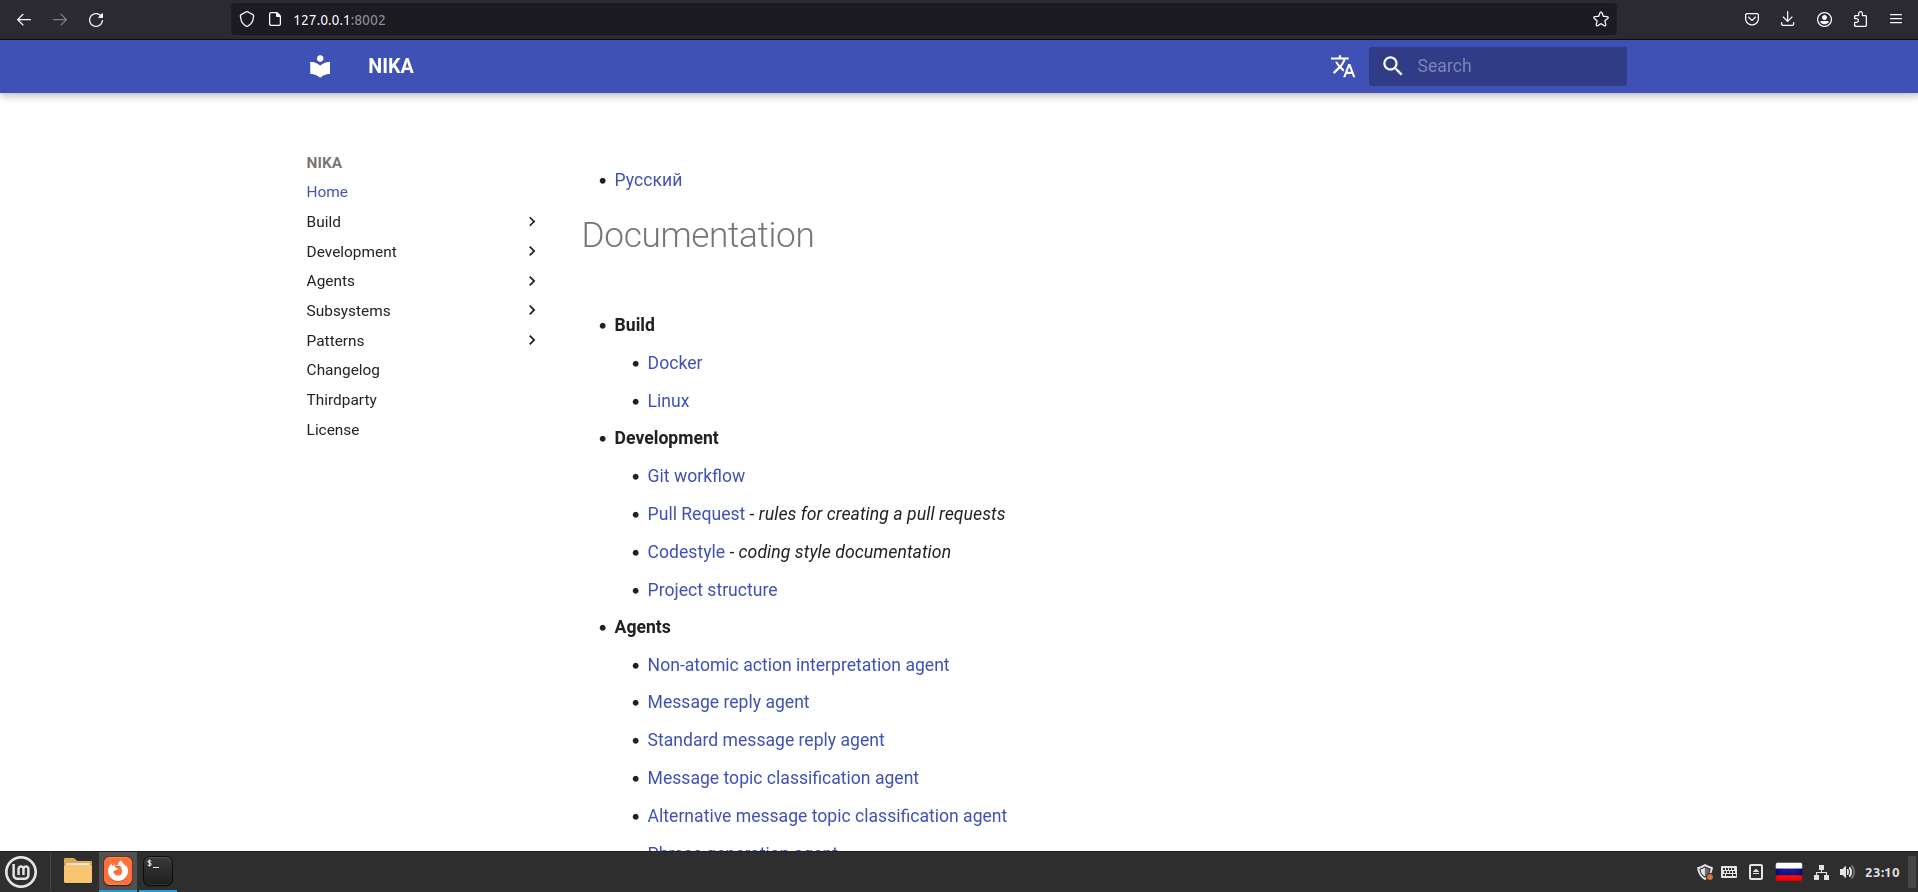 127.0.0.1:8002
NIKA
Search
NIKA
Home
Build
Development
Agents
Subsystems
Patterns
Changelog
Thirdparty
License
Русский
Documentation
Build
Docker
Linux
Development
Git workflow
Pull Request - rules for creating a pull requests
Codestyle - coding style documentation
Project structure
Agents
Non-atomic action interpretation agent
Message reply agent
Standard message reply agent
Message topic classification agent
Alternative message topic classification agent
Phrase generation agent
23:10